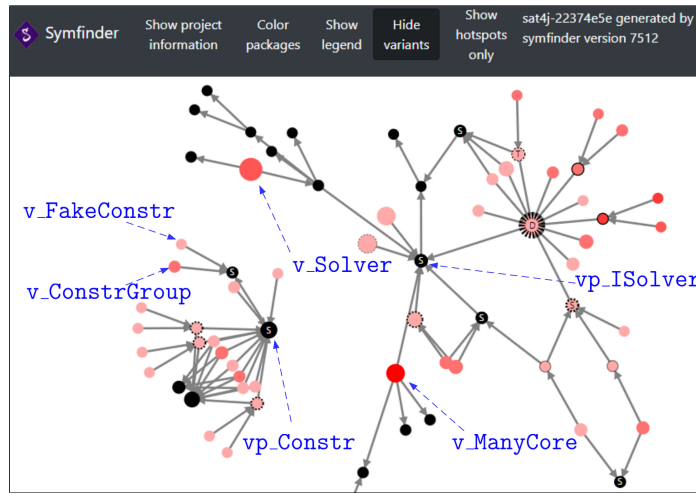 Symfinder
Show project
information
Color
packages
Show
legend
Hide
variants
Show
hotspots
only
sat4j-22374e5e generated by
symfinder version 7512
S
T
D
v_FakeConstr
v_Solver
S
S
vp_ISolver
v_ConstrGroup
S
S
S
vp_Constr
v_ManyCore
S